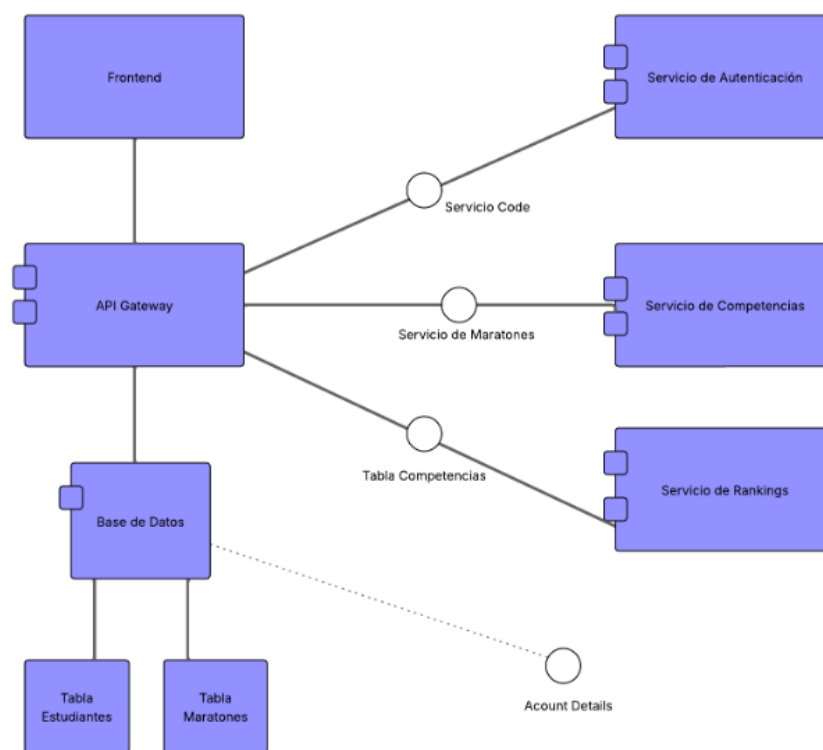 Frontend
Servicio de Autenticación
Servicio Code
API Gateway
Servicio de Competencias
Servicio de Maratones
Tabla Competencias
Servicio de Rankings
Base de Datos
Tabla
Estudiantes
Tabla
Maratones
Acount Details